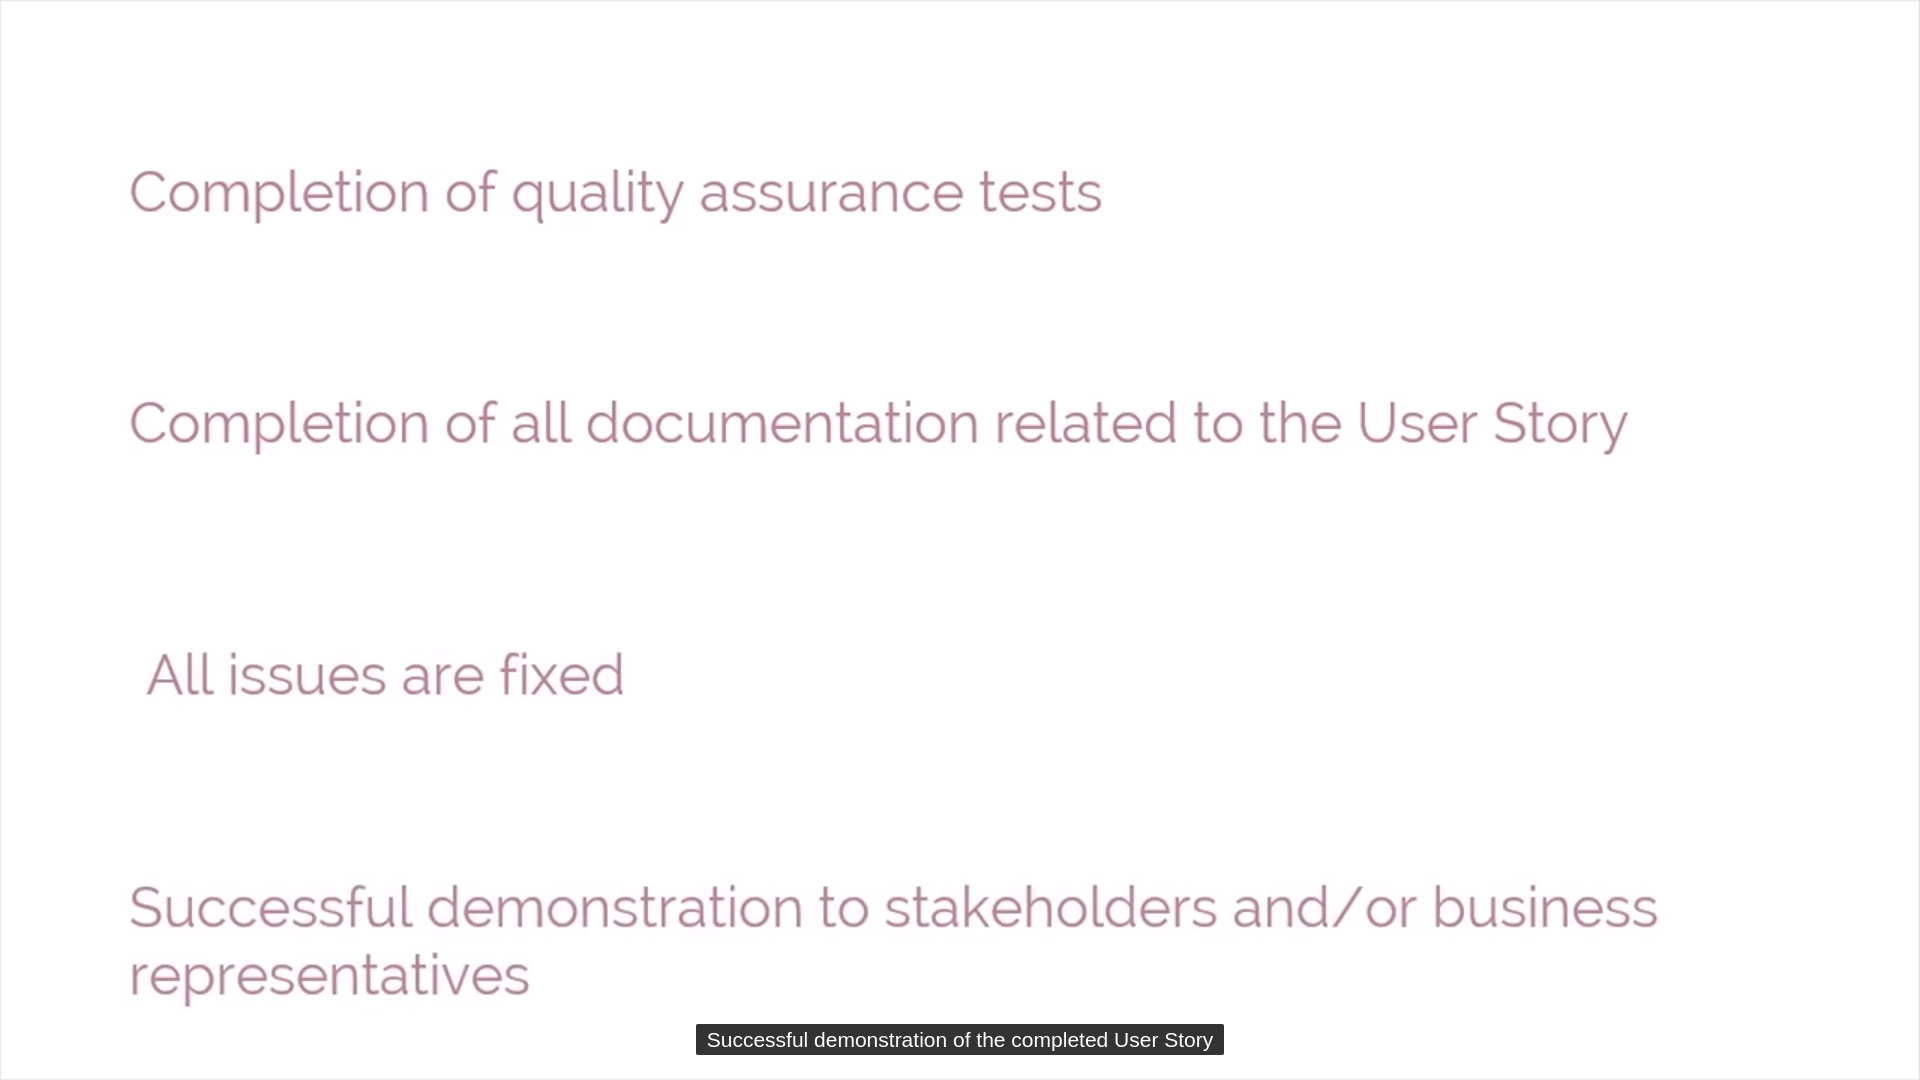 Completion of quality assurance tests
Completion of all documentation related to the User Story
All issues are fixed
Successful demonstration to stakeholders and/or business
representatives
Successful demonstration of the completed User Story